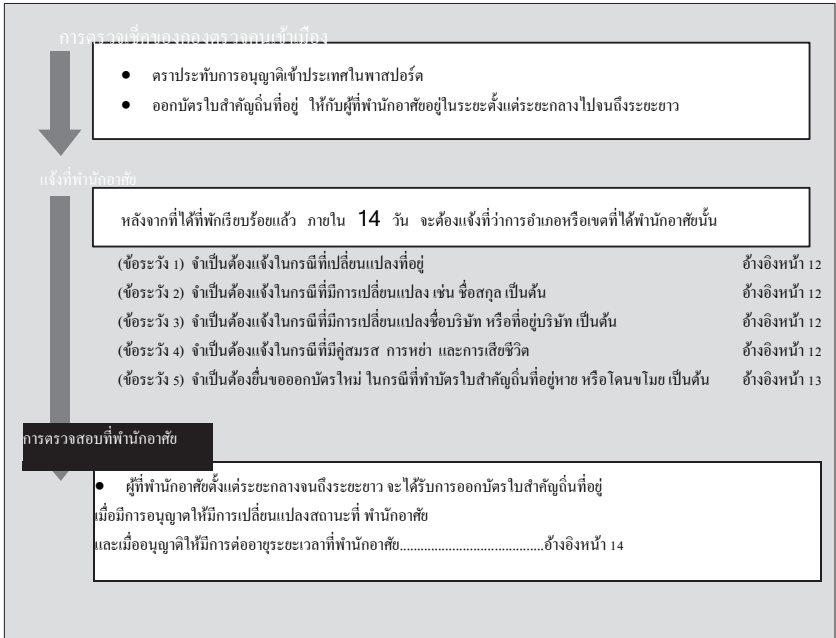 การตรวจเช็คของกองตรวจคนเข้าเมือง
● ตราประทับการอนุญาติเข้าประเทศในพาสปอร์ต
● ออกบัตรใบสำคัญถิ่นที่อยู่ ให้กับผู้ที่พำนักอาศัยอยู่ในระยะตั้งแต่ระยะกลางไปจนถึงระยะยาว
แจ้งที่พำนักอาศัย
หลังจากที่ได้ที่พักเรียบร้อยแล้ว ภายใน 14 วัน จะต้องแจ้งที่ว่าการอำเภอหรือเขตที่ได้พำนักอาศัยนั้น
(ข้อระวัง 1) จำเป็นต้องแจ้งในกรณีที่เปลี่ยนแปลงที่อยู่ อ้างอิงหน้า 12
(ข้อระวัง 2) จำเป็นต้องแจ้งในกรณีที่มีการเปลี่ยนแปลง เช่น ชื่อสกุล เป็นต้น อ้างอิงหน้า 12
(ข้อระวัง 3) จำเป็นต้องแจ้งในกรณีที่มีการเปลี่ยนแปลงชื่อบริษัท หรือที่อยู่บริษัท เป็นต้น อ้างอิงหน้า 12
(ข้อระวัง 4) จำเป็นต้องแจ้งในกรณีที่มีคู่สมรส การหย่า และการเสียชีวิต อ้างอิงหน้า 12
(ข้อระวัง 5) จำเป็นต้องยื่นขอออกบัตรใหม่ ในกรณีที่ทำบัตรใบสำคัญถิ่นที่อยู่หาย หรือโดนขโมย เป็นต้น อ้างอิงหน้า 13
การตรวจสอบที่พำนักอาศัย
● ผู้ที่พำนักอาศัยตั้งแต่ระยะกลางจนถึงระยะยาว จะได้รับการออกบัตรใบสำคัญถิ่นที่อยู่
เมื่อมีการอนุญาตให้มีการเปลี่ยนแปลงสถานะที่ พำนักอาศัย
และเมื่ออนุญาติให้มีการต่ออายุระยะเวลาที่พำนักอาศัย.........................................อ้างอิงหน้า 14